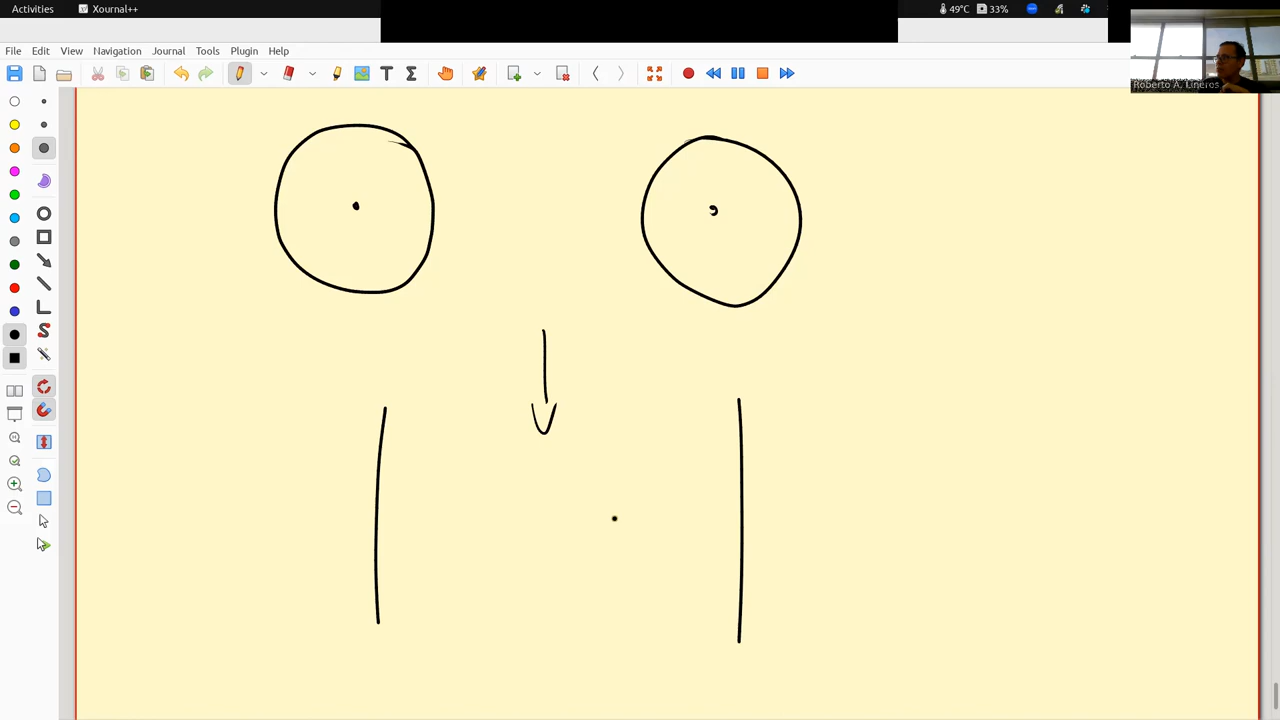 Activities Xournal++ 49°C 33%
File Edit View Navigation Journal Tools Plugin Help
Roberto A. Lineros